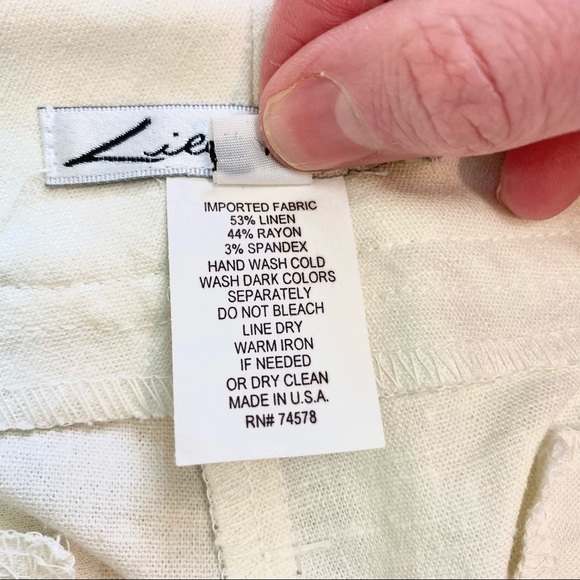 IMPORTED FABRIC
53% LINEN
44% RAYON
3% SPANDEX
HAND WASH COLD
WASH DARK COLORS
SEPARATELY
DO NOT BLEACH
LINE DRY
WARM IRON
IF NEEDED
OR DRY CLEAN
MADE IN U.S.A.
RN# 74578